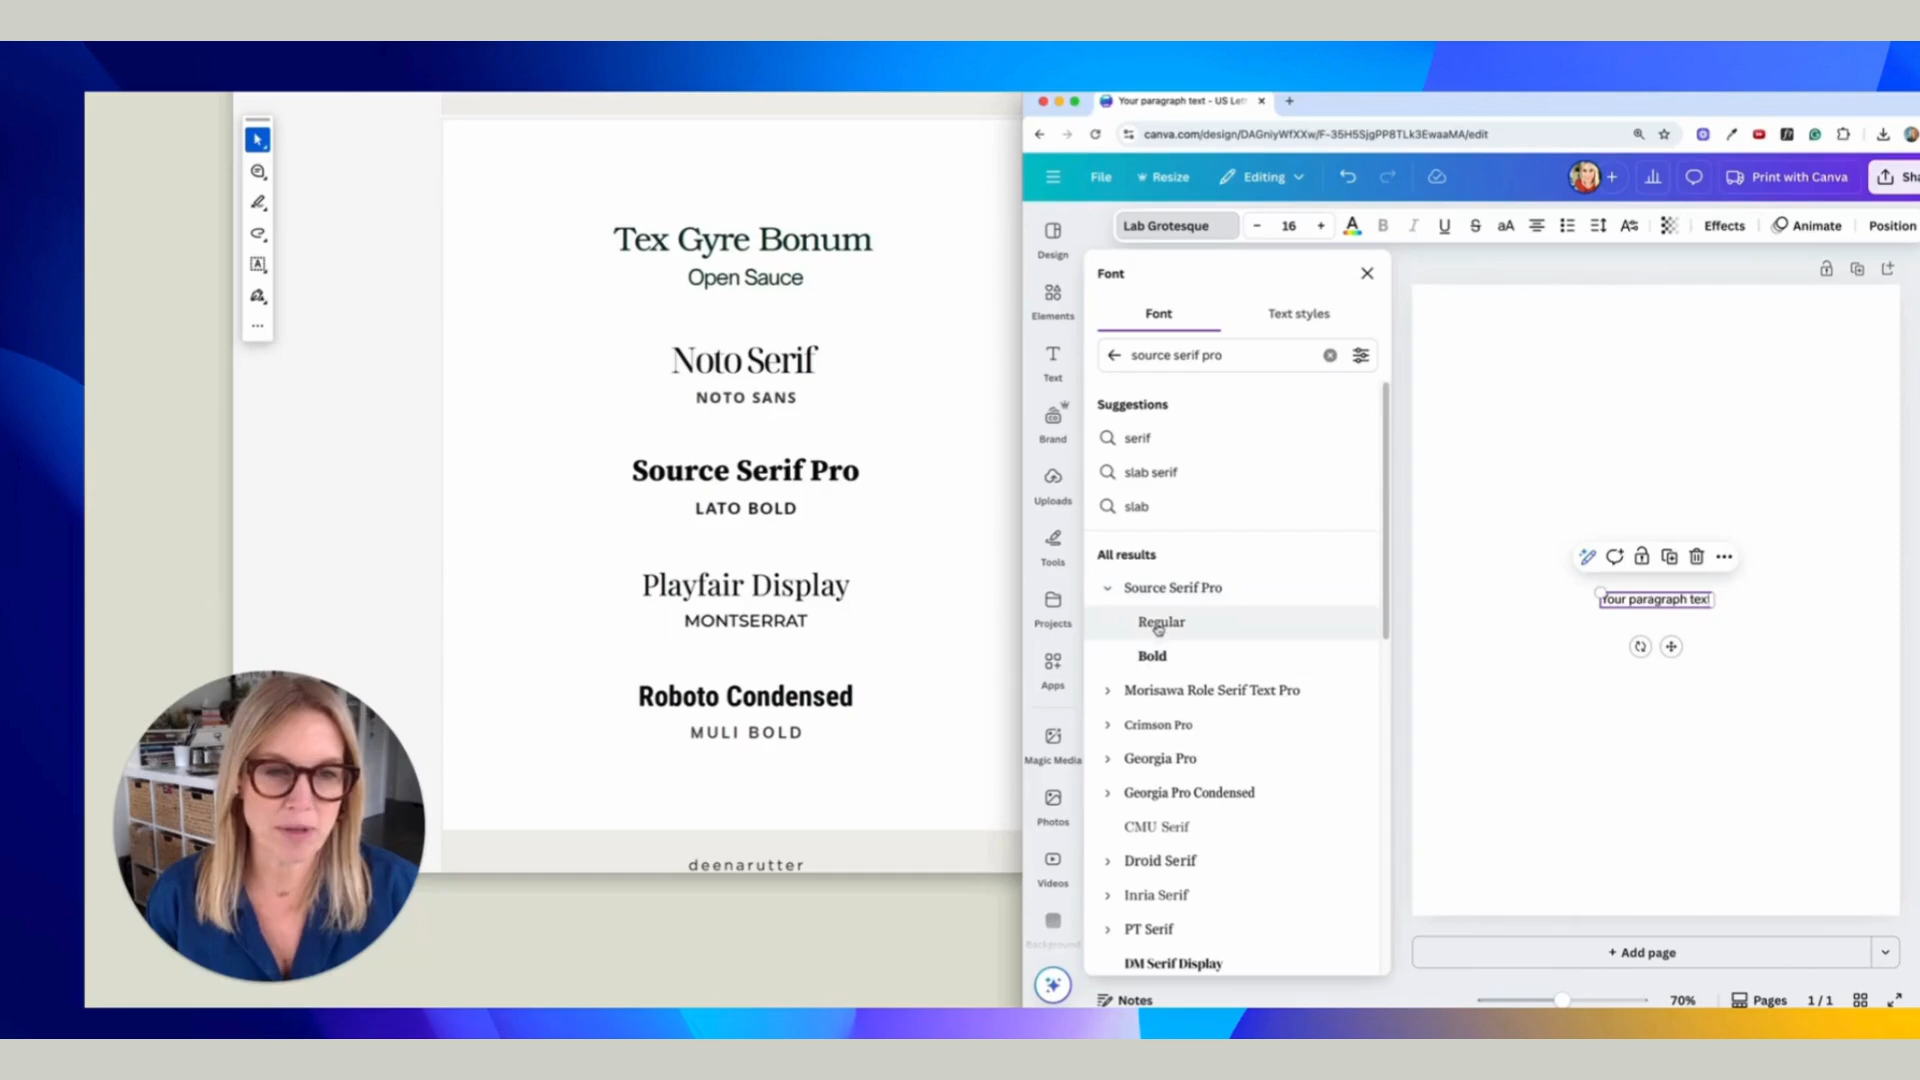 Tex Gyre Bonum
Open Sauce
Noto Serif
NOTO SANS
Source Serif Pro
LATO BOLD
Playfair Display
MONTSERRAT
Roboto Condensed
MULI BOLD
deenarutter
Your paragraph text - US Let
canva.com/design/DAGniyWfXXw/F-35H5SjgPP8TLk3EwaaMA/edit
File
Resize
Editing
Print with Canva
Sha
Lab Grotesque
- 16 +
A B I U S aA
Effects
Animate
Position
Design
Elements
Text
Brand
Uploads
Tools
Projects
Apps
Magic Media
Photos
Videos
Background
Font
Font
Text styles
source serif pro
Suggestions
serif
slab serif
slab
All results
Source Serif Pro
Regular
Bold
Morisawa Role Serif Text Pro
Crimson Pro
Georgia Pro
Georgia Pro Condensed
CMU Serif
Droid Serif
Inria Serif
PT Serif
DM Serif Display
Your paragraph text
+ Add page
Notes
70%
Pages
1 / 1